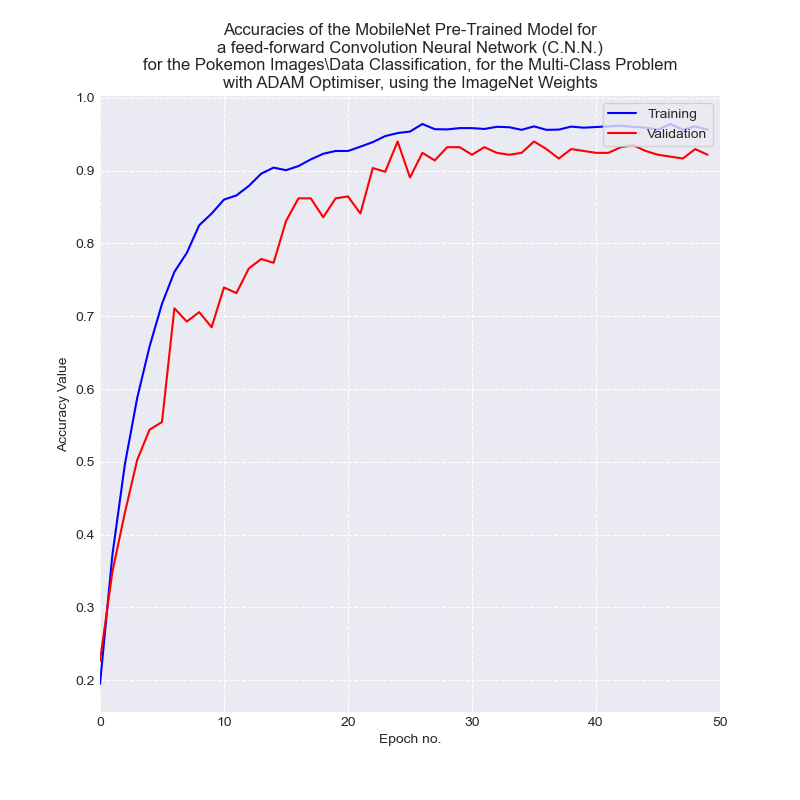 Accuracies of the MobileNet Pre-Trained Model for
a feed-forward Convolution Neural Network (C.N.N.)
for the Pokemon Images\Data Classification, for the Multi-Class Problem
with ADAM Optimiser, using the ImageNet Weights
1.0
Training
Validation
0.9
0.8
0.7
0.6
Accuracy Value
0.5
0.4
0.3
0.2
0 10 20 30 40 50
Epoch no.